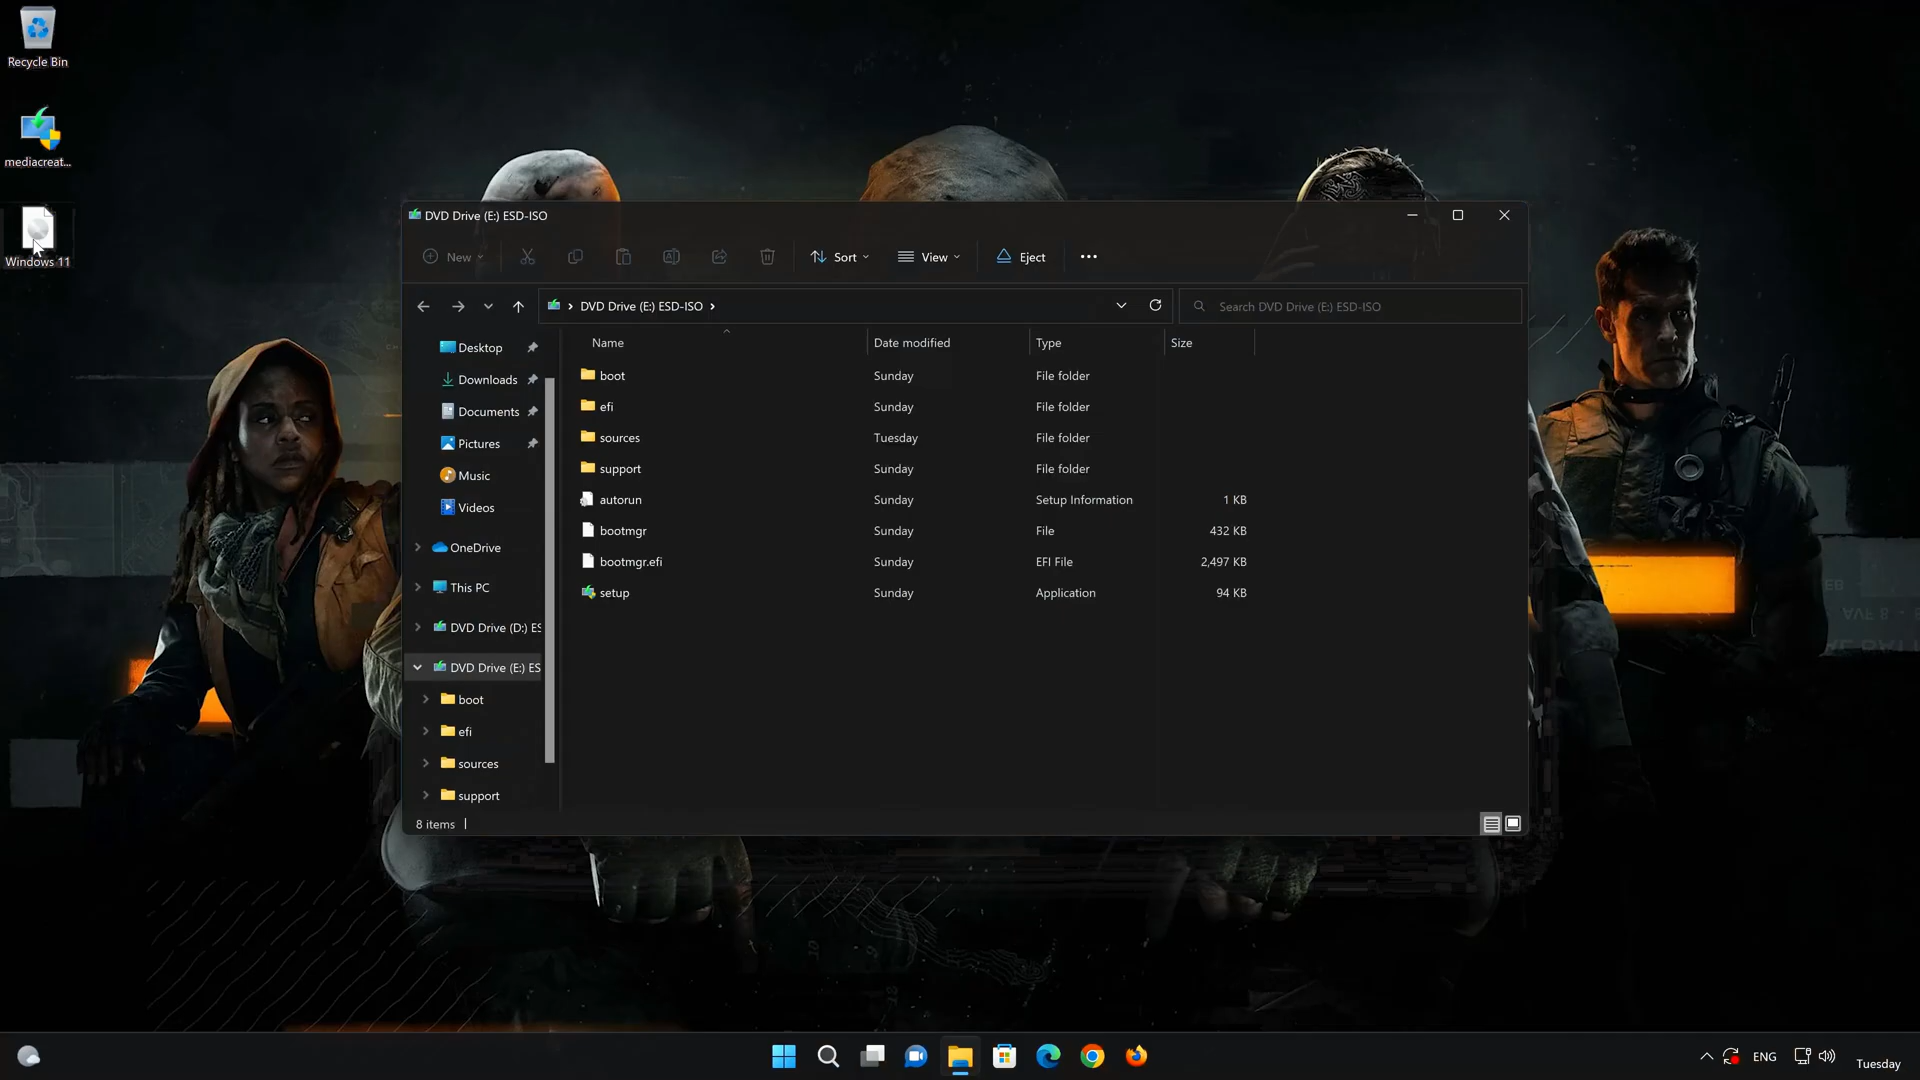 Recycle Bin
mediacreat...
Windows 11
DVD Drive (E:) ESD-ISO
New
Sort
View
Eject
DVD Drive (E:) ESD-ISO
Search DVD Drive (E:) ESD-ISO
Desktop
Downloads
Documents
Pictures
Music
Videos
OneDrive
This PC
DVD Drive (D:) ES
DVD Drive (E:) ES
boot
efi
sources
support
Name Date modified Type Size
boot Sunday File folder
efi Sunday File folder
sources Tuesday File folder
support Sunday File folder
autorun Sunday Setup Information 1 KB
bootmgr Sunday File 432 KB
bootmgr.efi Sunday EFI File 2,497 KB
setup Sunday Application 94 KB
8 items
ENG
Tuesday